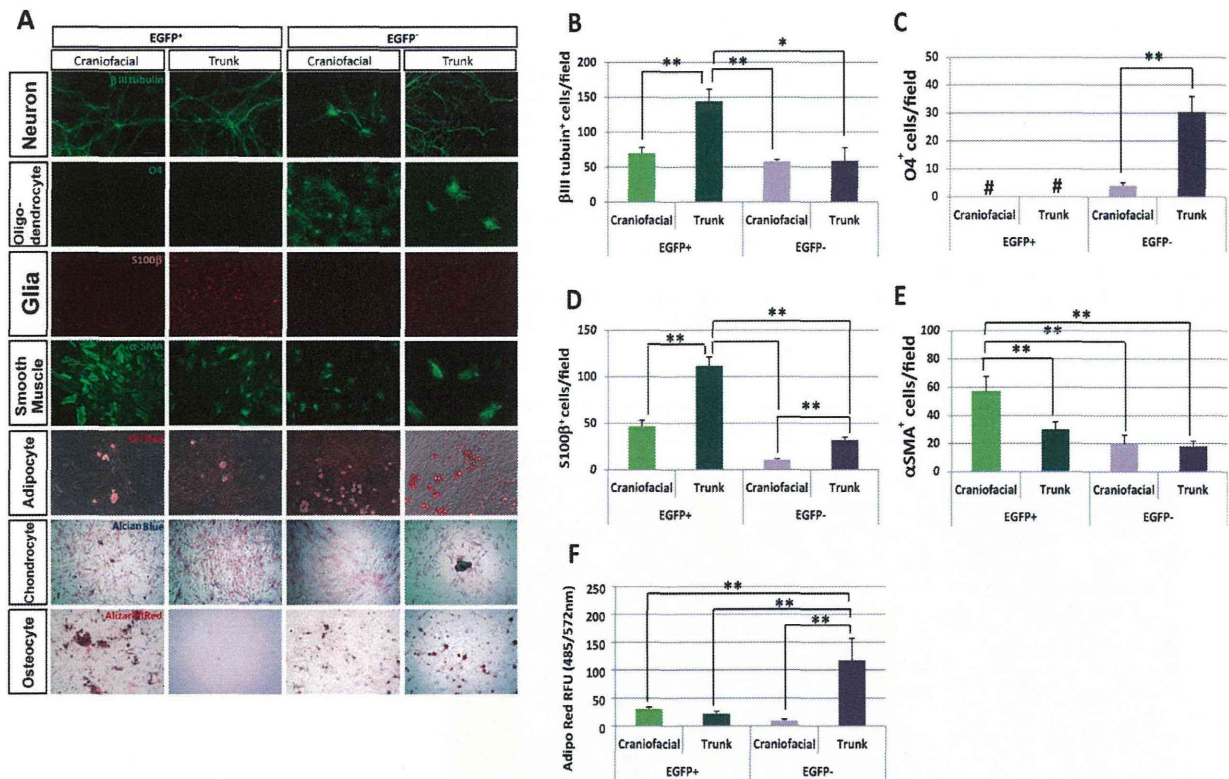 A
EGFP⁺ EGFP⁻
Craniofacial Trunk Craniofacial Trunk
Neuron
βIII tubulin
Oligo-
dendrocyte
O4
Glia
S100β
Smooth
Muscle
α-SMA
Adipocyte
Chondrocyte
Alcian Blue
Osteocyte
Alizarin Red
B
βIII tubuin⁺ cells/field
200
150
100
50
0
** ** *
Craniofacial Trunk Craniofacial Trunk
EGFP+ EGFP-
C
O4⁺ cells/field
50
40
30
20
10
0
# # **
Craniofacial Trunk Craniofacial Trunk
EGFP+ EGFP-
D
S100β⁺ cells/field
150
100
50
0
** ** **
Craniofacial Trunk Craniofacial Trunk
EGFP+ EGFP-
E
αSMA⁺ cells/field
100
80
60
40
20
0
** ** **
Craniofacial Trunk Craniofacial Trunk
EGFP+ EGFP-
F
Adipo Red RFU (485/572nm)
250
200
150
100
50
0
** ** **
Craniofacial Trunk Craniofacial Trunk
EGFP+ EGFP-